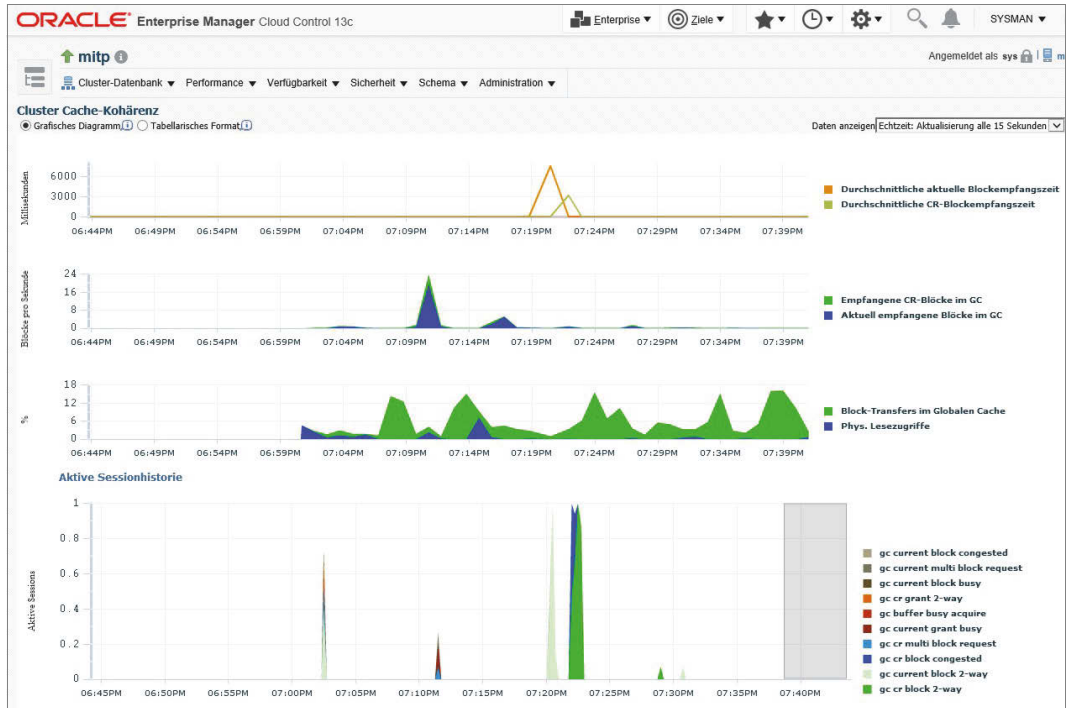 ORACLE Enterprise Manager Cloud Control 13c Enterprise Ziele SYSMAN
mitp Angemeldet als sys m
Cluster-Datenbank Performance Verfügbarkeit Sicherheit Schema Administration
Cluster Cache-Kohärenz
Grafisches Diagramm Tabellarisches Format Daten anzeigen Echtzeit: Aktualisierung alle 15 Sekunden
Millisekunden
6000
3000
0
06:44PM 06:49PM 06:54PM 06:59PM 07:04PM 07:09PM 07:14PM 07:19PM 07:24PM 07:29PM 07:34PM 07:39PM
Durchschnittliche aktuelle Blockempfangszeit
Durchschnittliche CR-Blockempfangszeit
Blöcke pro Sekunde
24
16
8
0
06:44PM 06:49PM 06:54PM 06:59PM 07:04PM 07:09PM 07:14PM 07:19PM 07:24PM 07:29PM 07:34PM 07:39PM
Empfangene CR-Blöcke im GC
Aktuell empfangene Blöcke im GC
%
18
12
6
0
06:44PM 06:49PM 06:54PM 06:59PM 07:04PM 07:09PM 07:14PM 07:19PM 07:24PM 07:29PM 07:34PM 07:39PM
Block-Transfers im Globalen Cache
Phys. Lesezugriffe
Aktive Sessionhistorie
Aktive Sessions
1
0.8
0.6
0.4
0.2
0
06:45PM 06:50PM 06:55PM 07:00PM 07:05PM 07:10PM 07:15PM 07:20PM 07:25PM 07:30PM 07:35PM 07:40PM
gc current block congested
gc current multi block request
gc current block busy
gc cr grant 2-way
gc buffer busy acquire
gc current grant busy
gc cr multi block request
gc cr block congested
gc current block 2-way
gc cr block 2-way